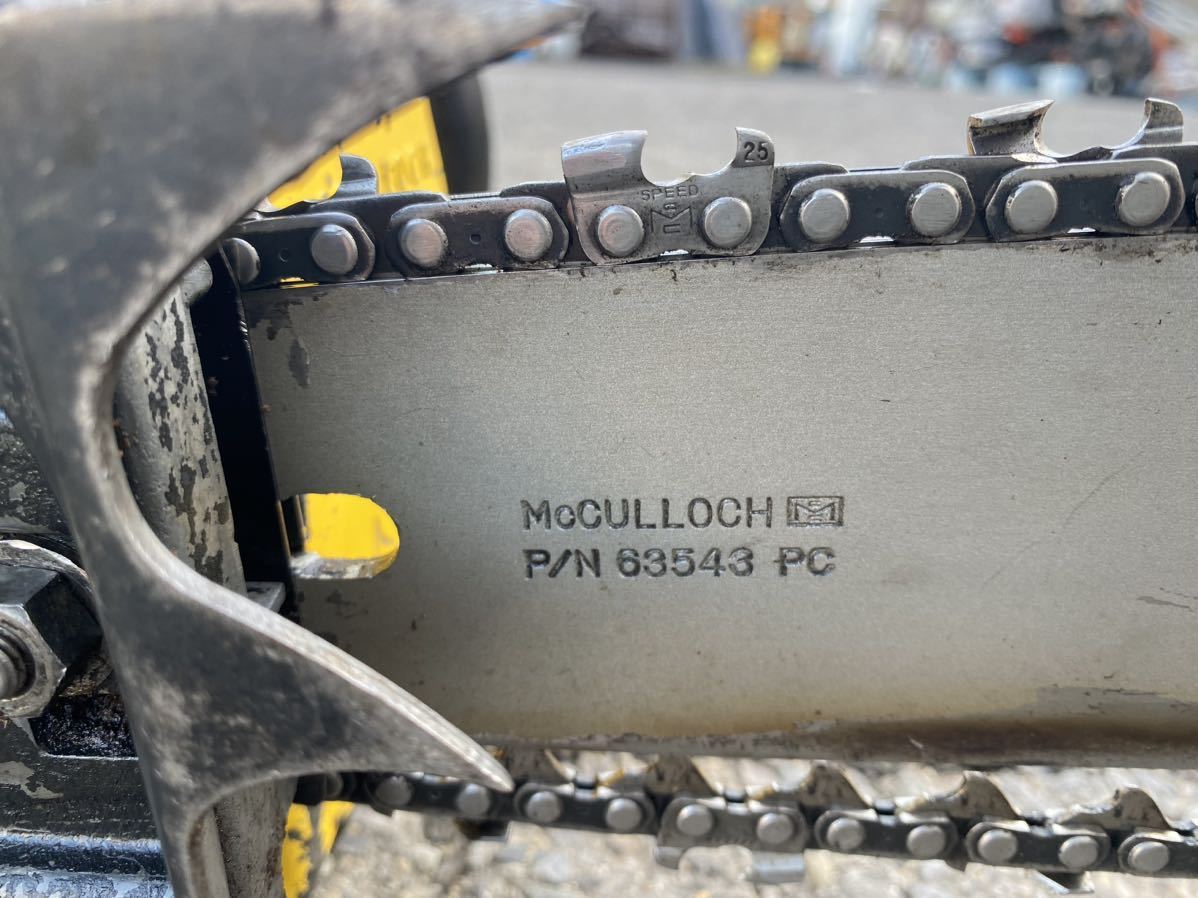 25
SPEED
McCULLOCH
P/N 63543 PC